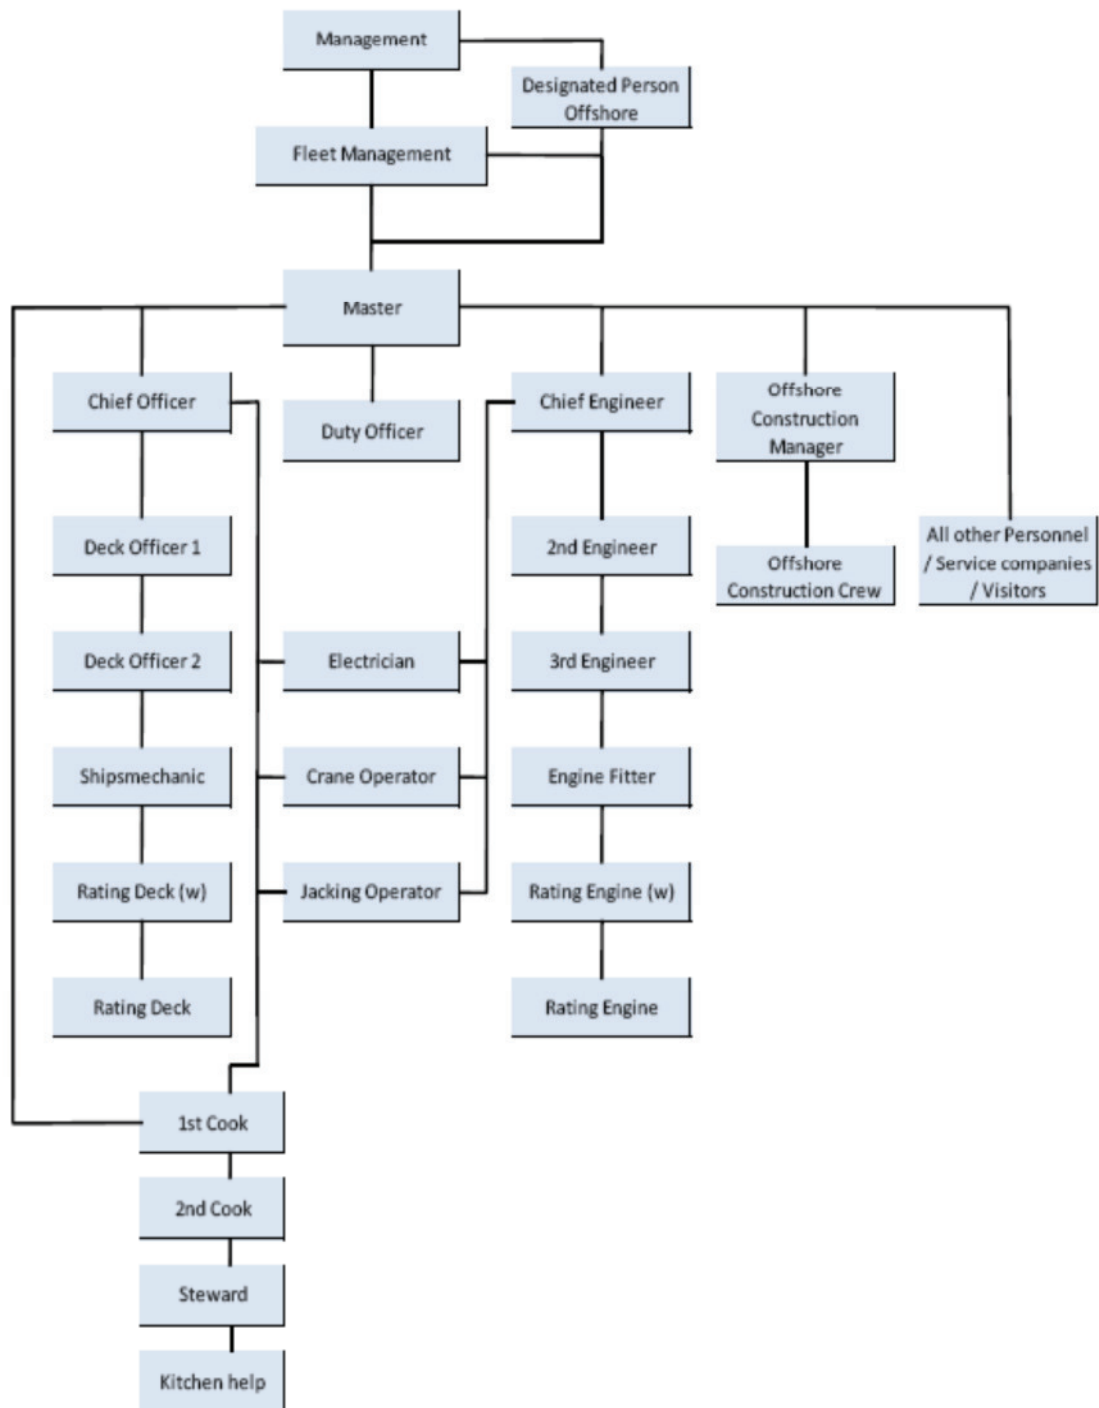 Management
Designated Person
Offshore
Fleet Management
Master
Chief Officer
Duty Officer
Chief Engineer
Offshore
Construction
Manager
Deck Officer 1
2nd Engineer
Offshore
Construction Crew
All other Personnel
/ Service companies
/ Visitors
Deck Officer 2
Electrician
3rd Engineer
Shipsmechanic
Crane Operator
Engine Fitter
Rating Deck (w)
Jacking Operator
Rating Engine (w)
Rating Deck
Rating Engine
1st Cook
2nd Cook
Steward
Kitchen help